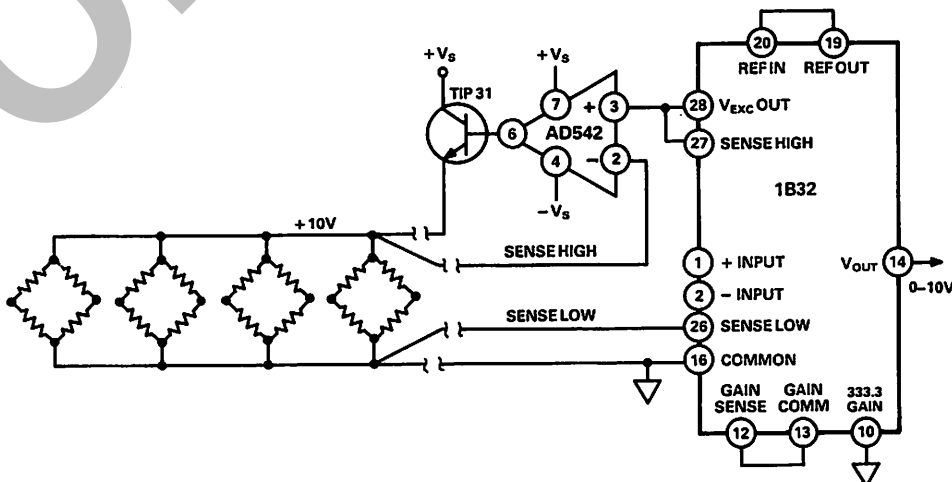 20
19
REF IN
REF OUT
+VS
+VS
TIP 31
7
+
3
28
VEXC OUT
6
AD542
27
SENSE HIGH
4
−
2
1B32
−VS
+10V
SENSE HIGH
1
+ INPUT
VOUT
14
0–10V
2
− INPUT
SENSE LOW
26
SENSE LOW
16
COMMON
GAIN SENSE
GAIN COMM
333.3 GAIN
12
13
10